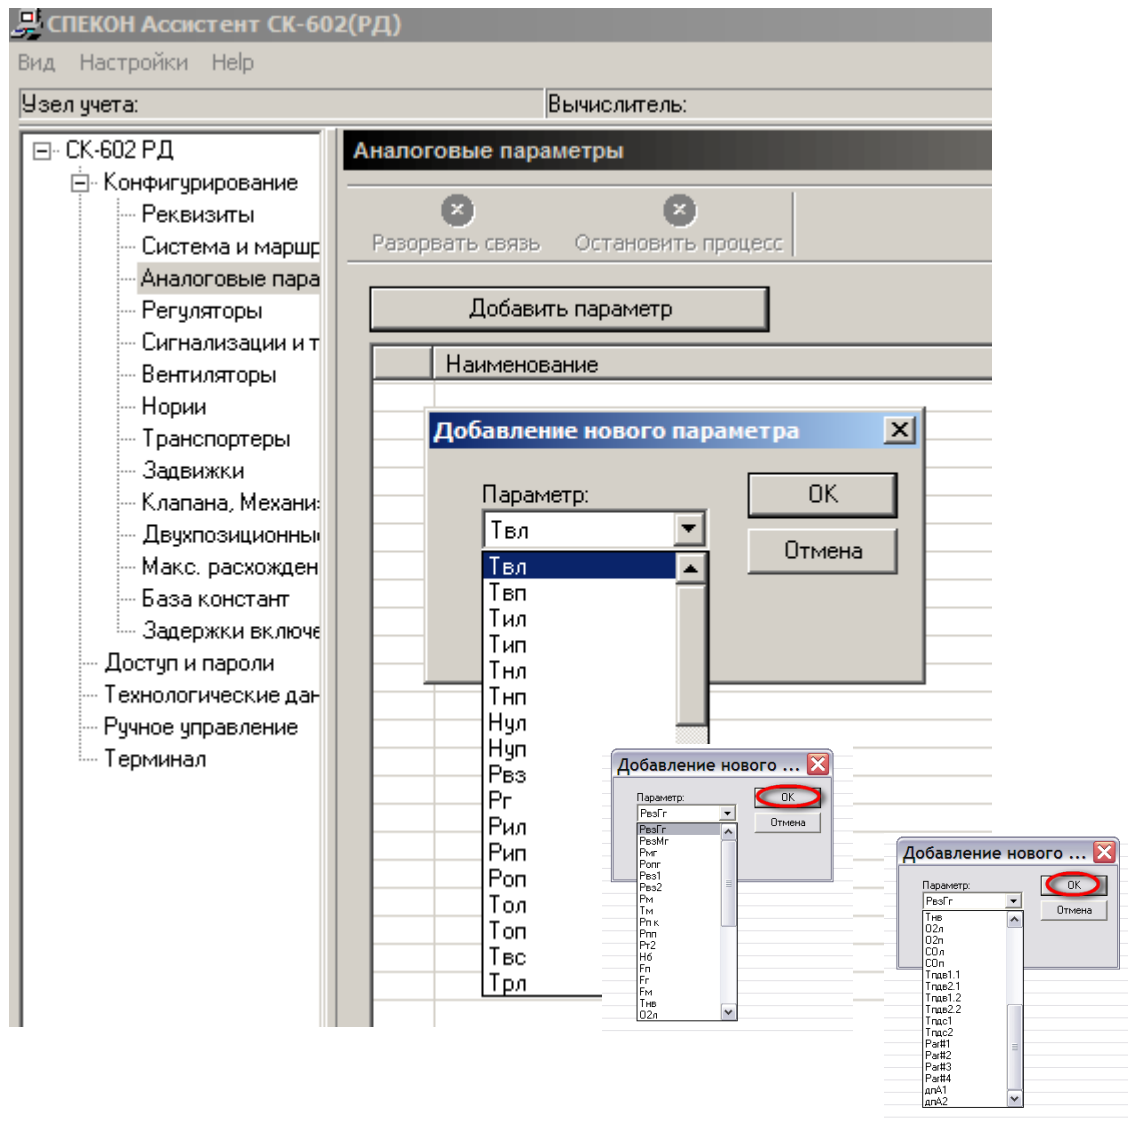 СПЕКОН Ассистент СК-602(РД)
Вид Настройки Help
Узел учета: Вычислитель:
СК-602 РД
Конфигурирование
Реквизиты
Система и маршр
Аналоговые пара
Регуляторы
Сигнализации и т
Вентиляторы
Нории
Транспортеры
Задвижки
Клапана, Механи
Двухпозиционны
Макс. расхожден
База констант
Задержки включе
Доступ и пароли
Технологические дан
Ручное управление
Терминал
Аналоговые параметры
Разорвать связь Остановить процесс
Добавить параметр
Наименование
Добавление нового параметра
Параметр:
Твл
OK
Отмена
Твл
Твп
Тил
Тип
Тнл
Тнп
Нул
Нуп
Рвз
Рг
Рил
Рип
Роп
Тол
Топ
Твс
Трл
Добавление нового ...
Параметр:
РвзГг
OK
Отмена
РвзГг
РвзМг
Рмг
Ропг
Рвз1
Рвз2
Рм
Тм
Рп к
Рпп
Рт2
Нб
Fп
Fг
Fм
Тнв
О2л
Добавление нового ...
Параметр:
РвзГг
OK
Отмена
Тнв
О2л
О2п
СОл
СОп
Тпдв1.1
Тпдв2.1
Тпдв1.2
Тпдв2.2
Тпдс1
Тпдс2
Par#1
Par#2
Par#3
Par#4
дпА1
дпА2